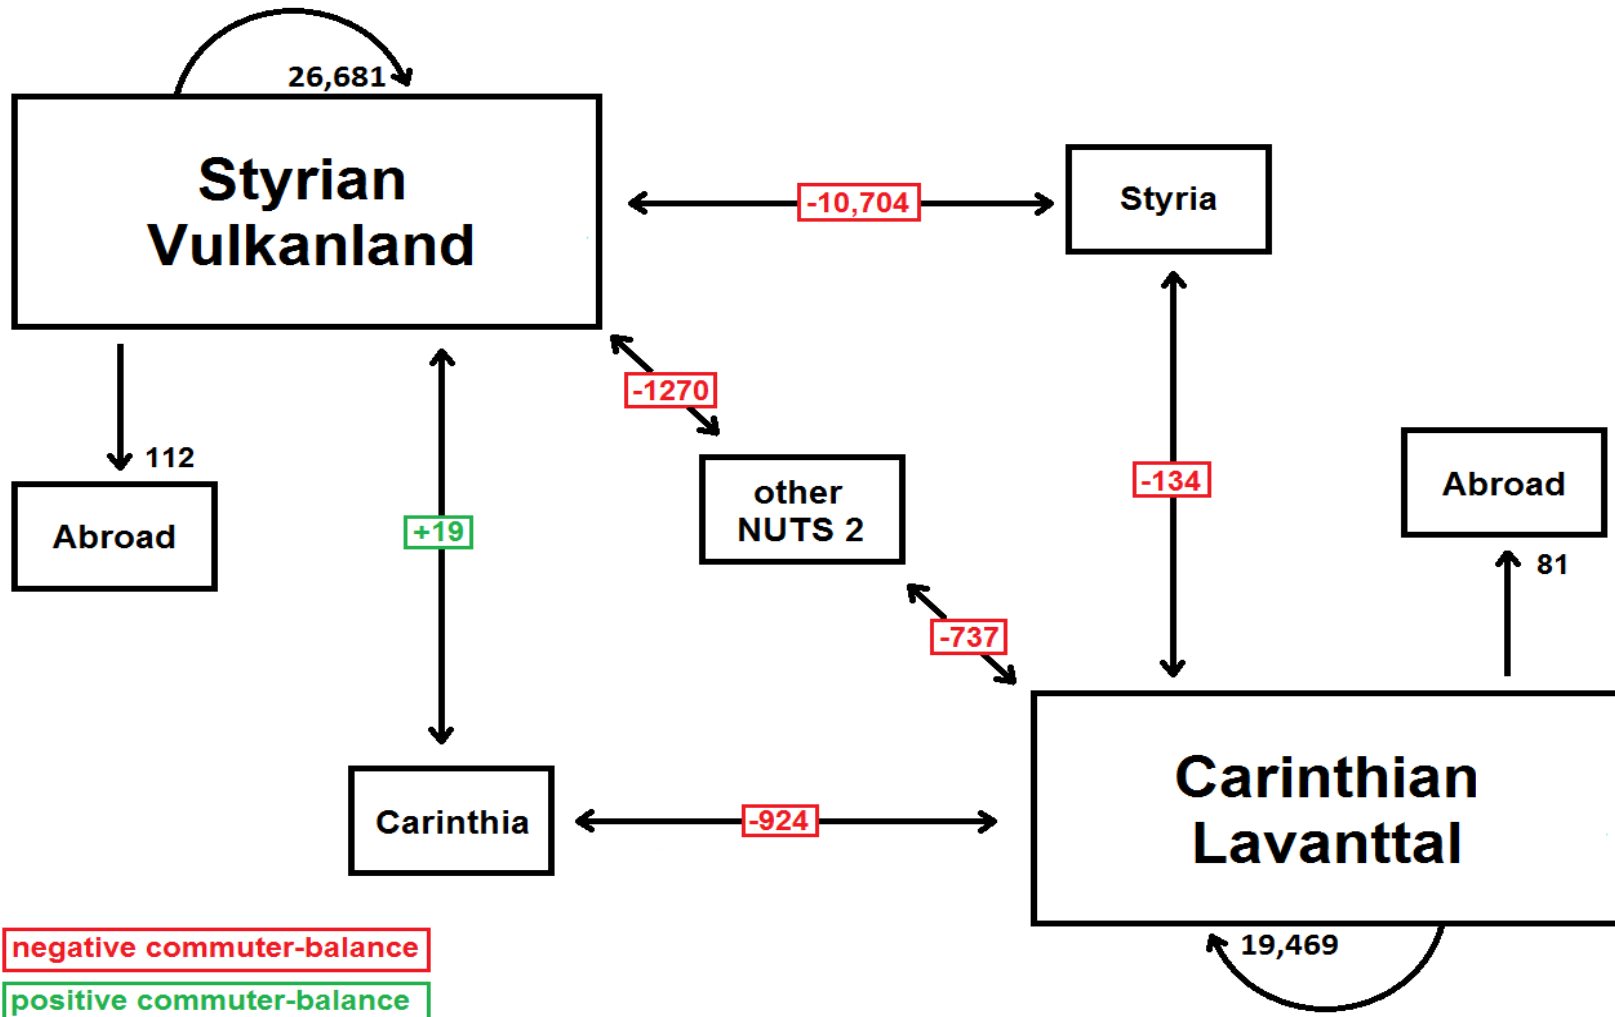 26,681
Styrian
Vulkanland
-10,704
Styria
-1270
112
Abroad
+19
other
NUTS 2
-134
Abroad
81
-737
Carinthia
-924
Carinthian
Lavanttal
19,469
negative commuter-balance
positive commuter-balance